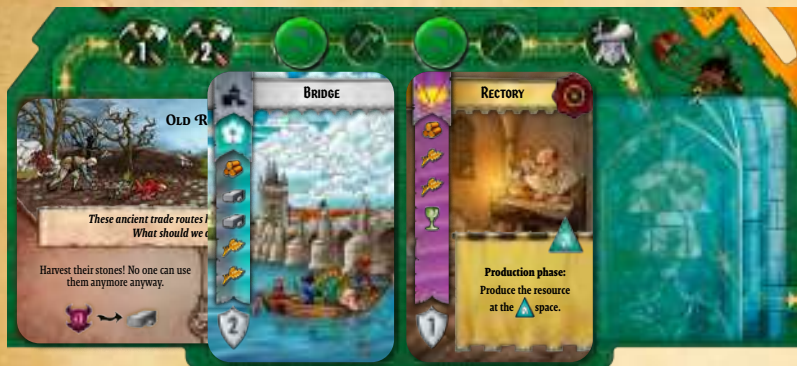 1 2
OLD R
These ancient trade routes
What should we
Harvest their stones! No one can use
them anymore anyway.
BRIDGE
2
RECTORY
Production phase:
Produce the resource
at the space.
1